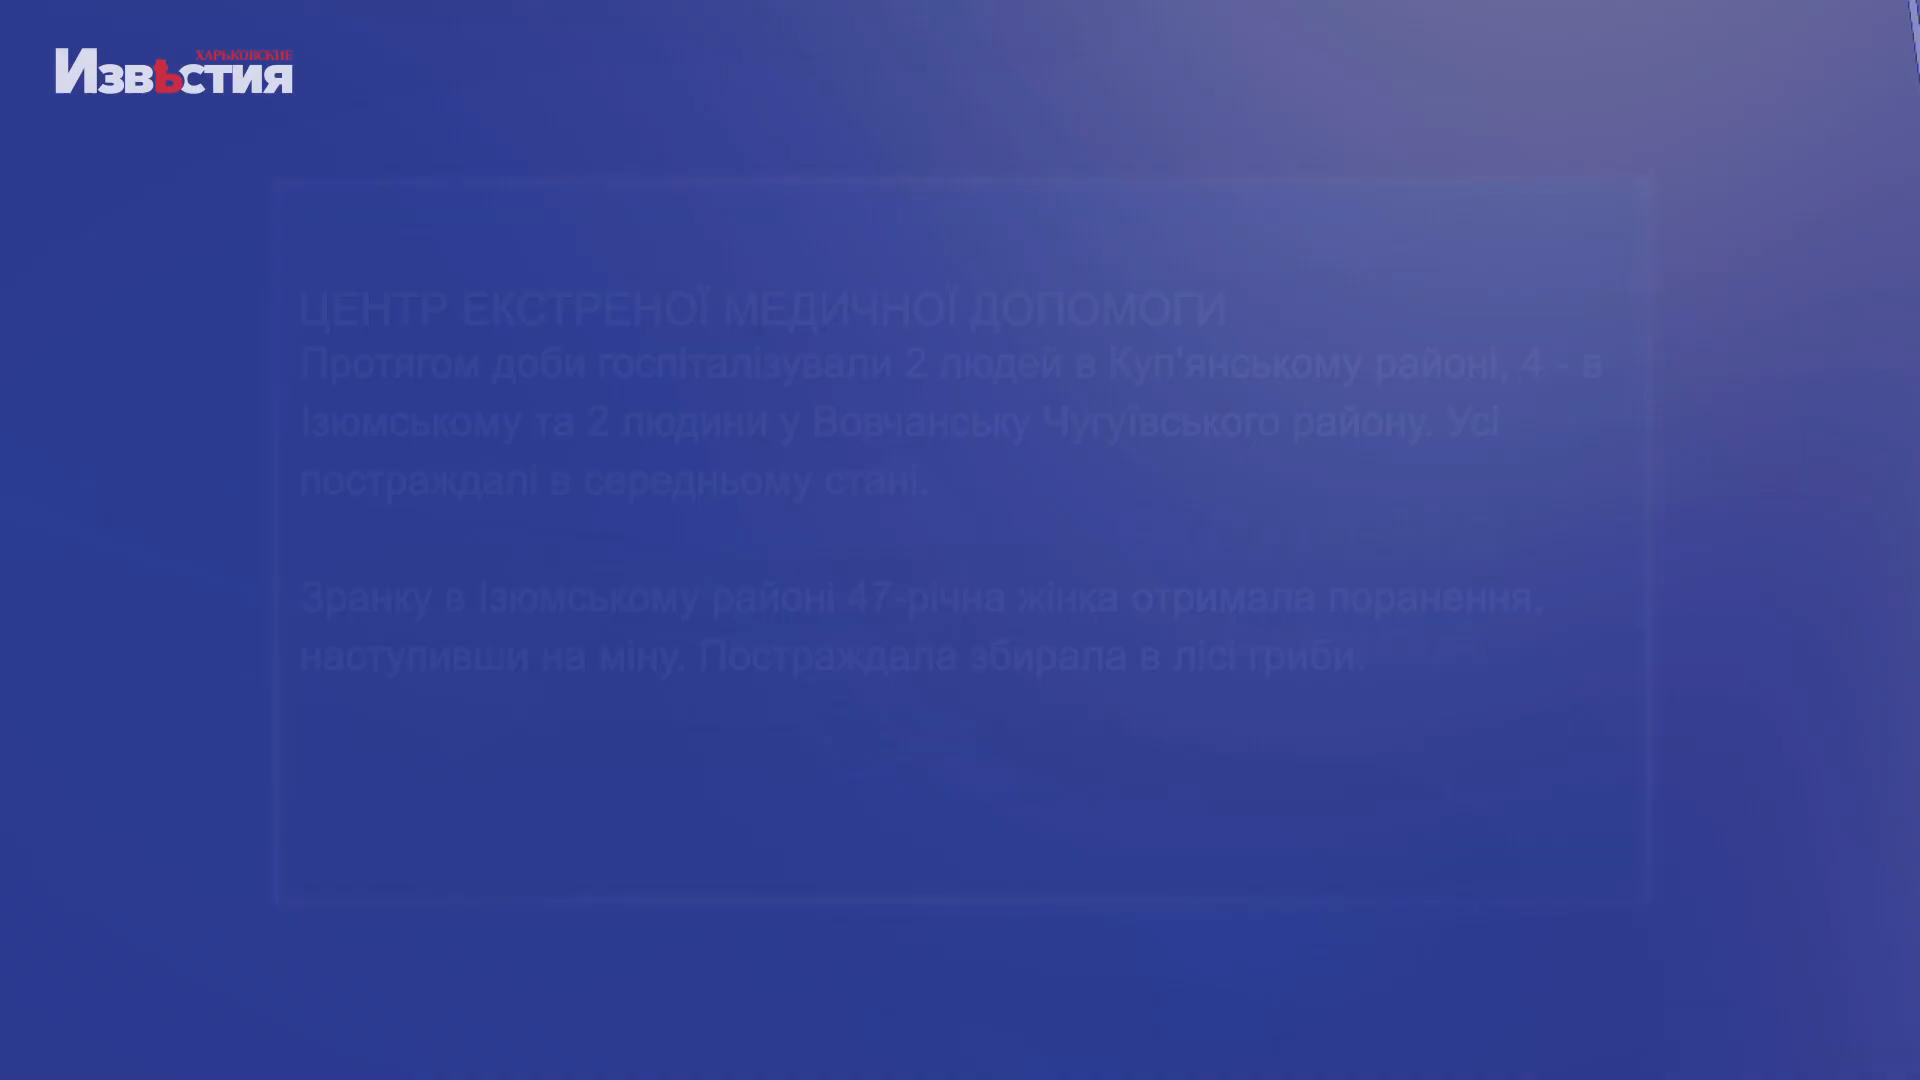 ХАРЬКОВСКИЕ
ИзвѢстия
ЦЕНТР ЕКСТРЕНОЇ МЕДИЧНОЇ ДОПОМОГИ
Протягом доби госпіталізували 2 людей в Куп'янському районі, 4 - в
Ізюмському та 2 людини у Вовчанську Чугуївського району. Усі
постраждалі в середньому стані.
Зранку в Ізюмському районі 47-річна жінка отримала поранення,
наступивши на міну. Постраждала збирала в лісі гриби.